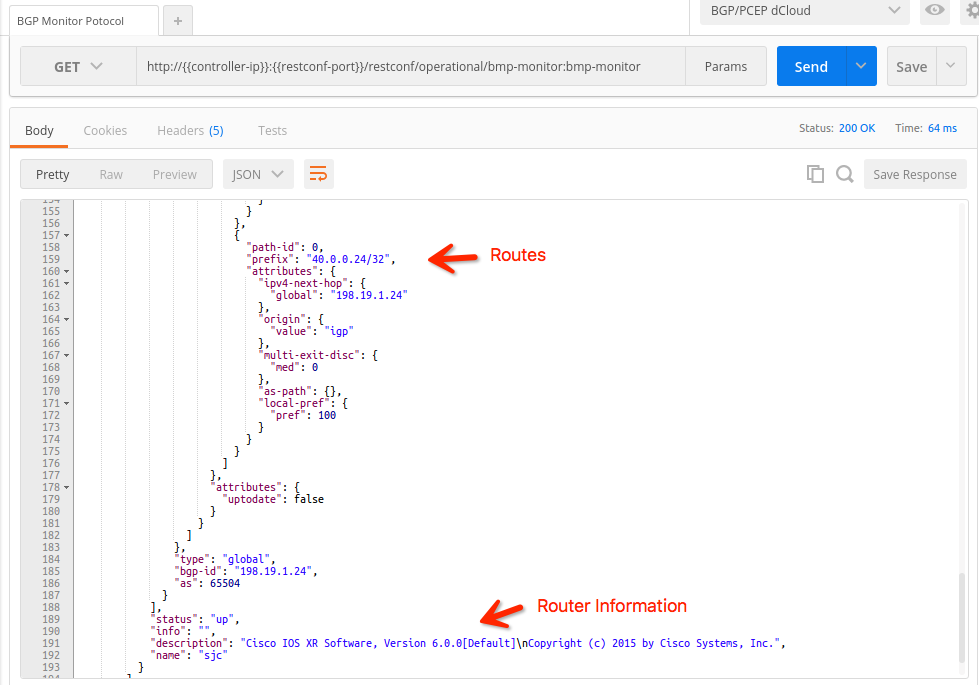 BGP Monitor Potocol
+
BGP/PCEP dCloud
GET
http://{{controller-ip}}:{{restconf-port}}/restconf/operational/bmp-monitor:bmp-monitor
Params
Send
Save
Body
Cookies
Headers (5)
Tests
Status: 200 OK
Time: 64 ms
Pretty
Raw
Preview
JSON
Save Response
154 }
155 }
156 },
157 {
158 "path-id": 0,
159 "prefix": "40.0.0.24/32",
Routes
160 "attributes": {
161 "ipv4-next-hop": {
162 "global": "198.19.1.24"
163 },
164 "origin": {
165 "value": "igp"
166 },
167 "multi-exit-disc": {
168 "med": 0
169 },
170 "as-path": {},
171 "local-pref": {
172 "pref": 100
173 }
174 }
175 }
176 ]
177 },
178 "attributes": {
179 "uptodate": false
180 }
181 }
182 ]
183 },
184 "type": "global",
185 "bgp-id": "198.19.1.24",
186 "as": 65504
187 }
188 ],
Router Information
189 "status": "up",
190 "info": "",
191 "description": "Cisco IOS XR Software, Version 6.0.0[Default]\nCopyright (c) 2015 by Cisco Systems, Inc.",
192 "name": "sjc"
193 }
194 ]